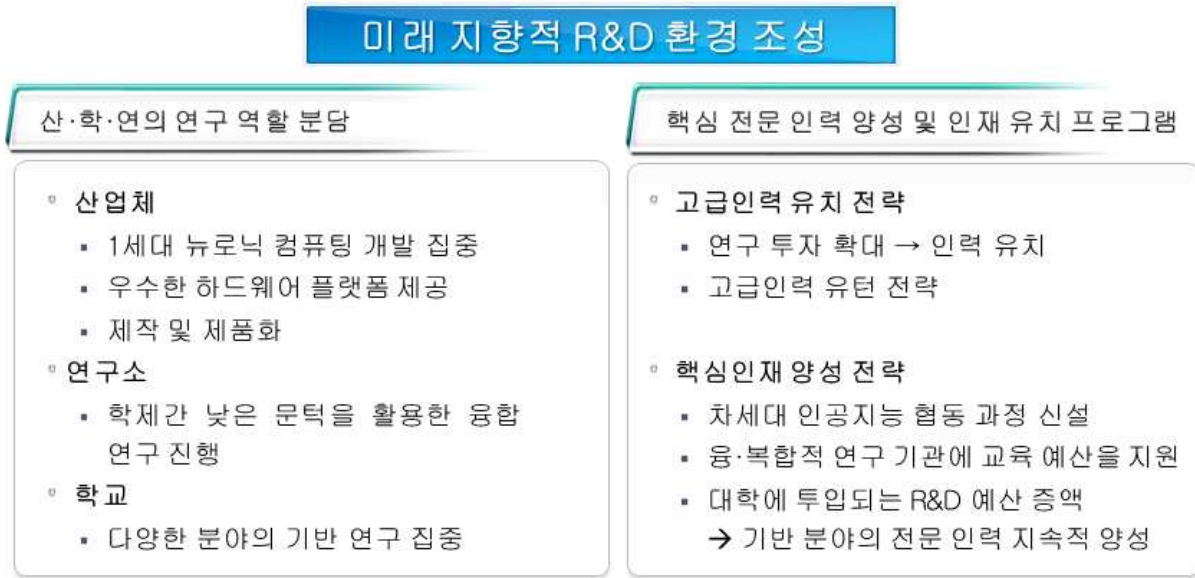 미래 지향적 R&D 환경 조성
산·학·연의 연구 역할 분담
산업체
1세대 뉴로닉 컴퓨팅 개발 집중
우수한 하드웨어 플랫폼 제공
제작 및 제품화
연구소
학제간 낮은 문턱을 활용한 융합
연구 진행
학교
다양한 분야의 기반 연구 집중
핵심 전문 인력 양성 및 인재 유치 프로그램
고급인력 유치 전략
연구 투자 확대 → 인력 유치
고급인력 유턴 전략
핵심인재 양성 전략
차세대 인공지능 협동 과정 신설
융·복합적 연구 기관에 교육 예산을 지원
대학에 투입되는 R&D 예산 증액
→ 기반 분야의 전문 인력 지속적 양성